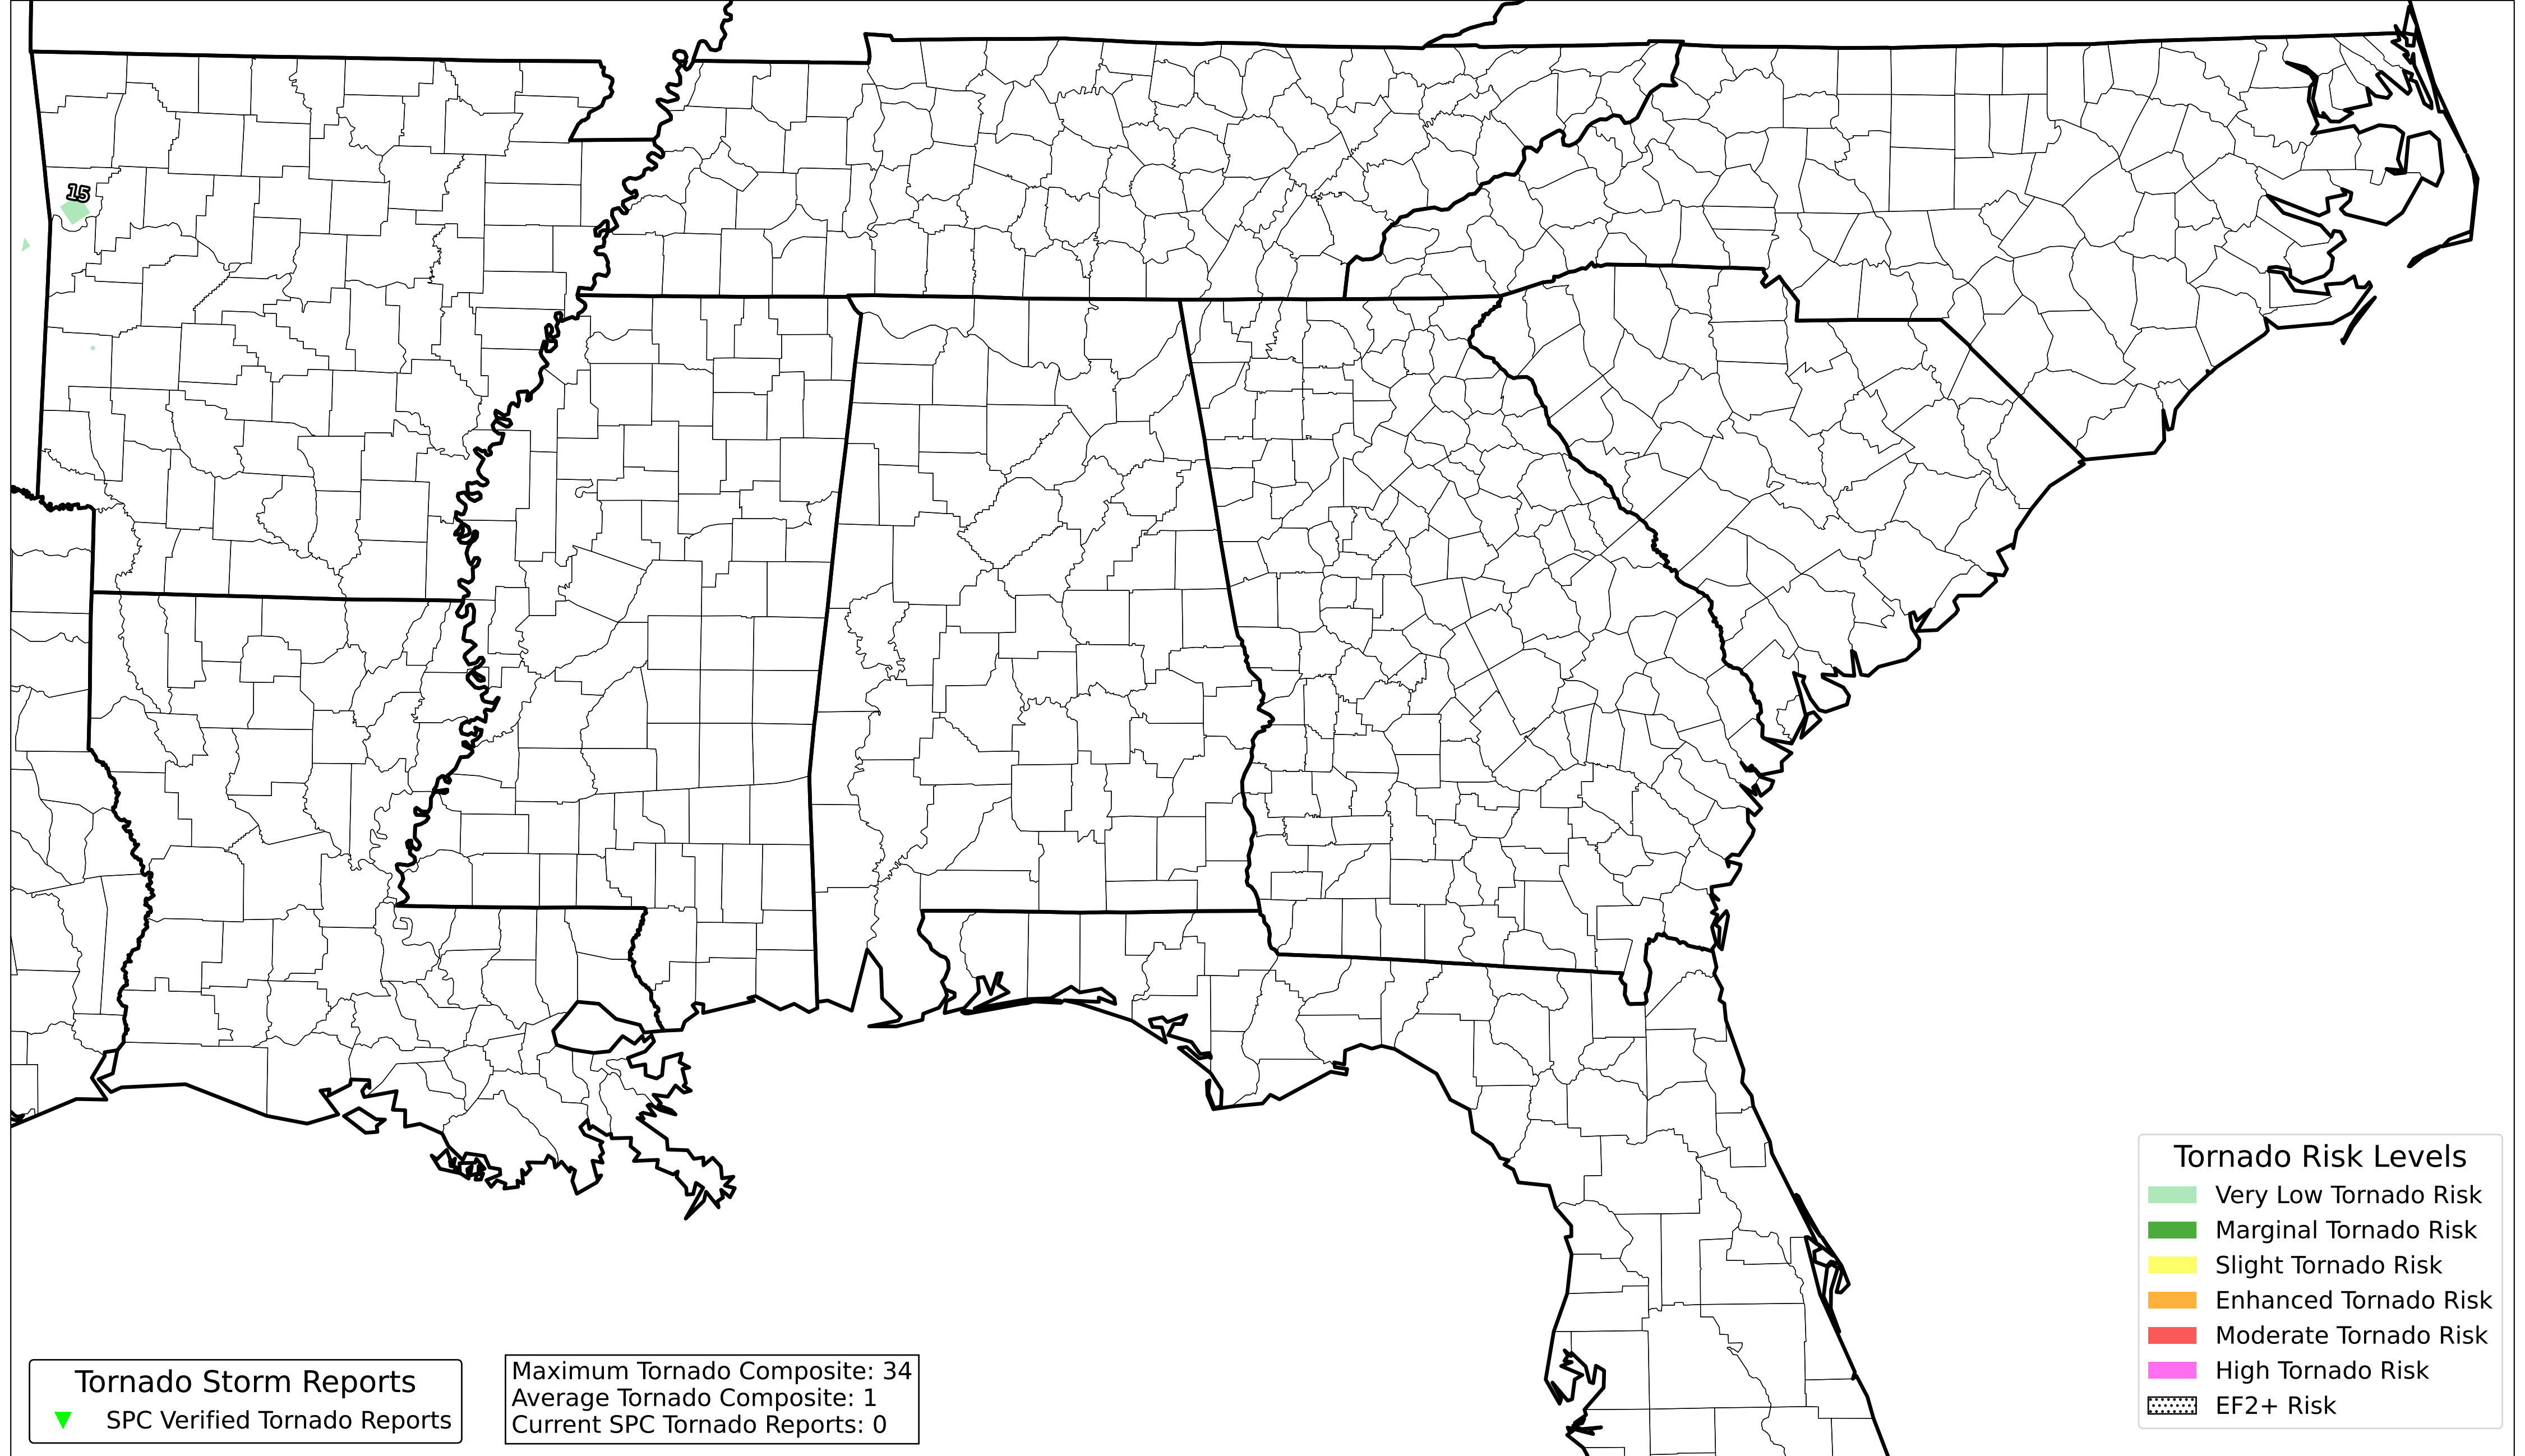 15
Tornado Risk Levels
Very Low Tornado Risk
Marginal Tornado Risk
Slight Tornado Risk
Enhanced Tornado Risk
Moderate Tornado Risk
High Tornado Risk
EF2+ Risk
Tornado Storm Reports
SPC Verified Tornado Reports
Maximum Tornado Composite: 34
Average Tornado Composite: 1
Current SPC Tornado Reports: 0